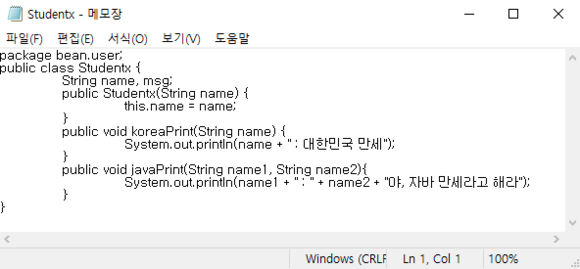 Studentx - 메모장
파일(F) 편집(E) 서식(O) 보기(V) 도움말
package bean.user;
public class Studentx {
String name, msg;
public Studentx(String name) {
this.name = name;
}
public void koreaPrint(String name) {
System.out.println(name + " : 대한민국 만세");
}
public void javaPrint(String name1, String name2){
System.out.println(name1 + " : " + name2 + "야, 자바 만세라고 해라");
}
}
Windows (CRLF Ln 1, Col 1 100%